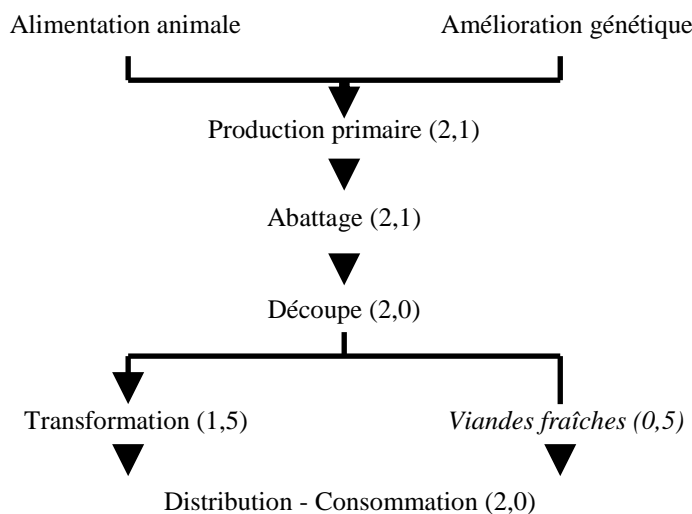 Alimentation animale
Amélioration génétique
Production primaire (2,1)
Abattage (2,1)
Découpe (2,0)
Transformation (1,5)
Viandes fraîches (0,5)
Distribution - Consommation (2,0)